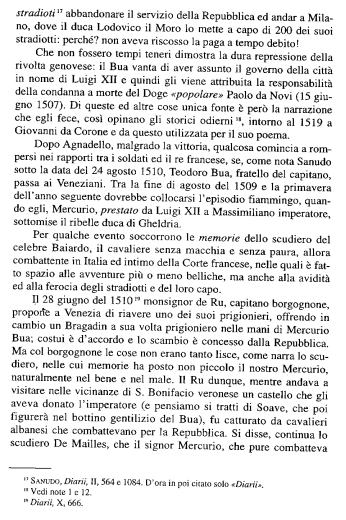 stradioti ¹⁷ abbandonare il servizio della Repubblica ed andar a Mila-
no, dove il duca Lodovico il Moro lo mette a capo di 200 dei suoi
stradiotti: perché? non aveva riscosso la paga a tempo debito!
Che non fossero tempi teneri dimostra la dura repressione della
rivolta genovese: il Bua vanta di aver assunto il governo della città
in nome di Luigi XII e quindi gli viene attribuita la responsabilità
della condanna a morte del Doge «popolare» Paolo da Novi (15 giu-
gno 1507). Di queste ed altre cose unica fonte è però la narrazione
che egli fece, così opinano gli storici odierni ¹⁸, intorno al 1519 a
Giovanni da Corone e da questo utilizzata per il suo poema.
Dopo Agnadello, malgrado la vittoria, qualcosa comincia a rom-
persi nei rapporti tra i soldati ed il re francese, se, come nota Sanudo
sotto la data del 24 agosto 1510, Teodoro Bua, fratello del capitano,
passa ai Veneziani. Tra la fine di agosto del 1509 e la primavera
dell'anno seguente dovrebbe collocarsi l'episodio fiammingo, quan-
do egli, Mercurio, prestato da Luigi XII a Massimiliano imperatore,
sottomise il ribelle duca di Gheldria.
Per qualche evento soccorrono le memorie dello scudiero del
celebre Baiardo, il cavaliere senza macchia e senza paura, allora
combattente in Italia ed intimo della Corte francese, nelle quali è fat-
to spazio alle avventure più o meno belliche, ma anche alla avidità
ed alla ferocia degli stradiotti e del loro capo.
Il 28 giugno del 1510 ¹⁹ monsignor de Ru, capitano borgognone,
propone a Venezia di riavere uno dei suoi prigionieri, offrendo in
cambio un Bragadin a sua volta prigioniero nelle mani di Mercurio
Bua; costui è d'accordo e lo scambio è concesso dalla Repubblica.
Ma col borgognone le cose non erano tanto lisce, come narra lo scu-
diero, nelle cui memorie ha posto non piccolo il nostro Mercurio,
naturalmente nel bene e nel male. Il Ru dunque, mentre andava a
visitare nelle vicinanze di S. Bonifacio veronese un castello che gli
aveva donato l'imperatore (e pensiamo si tratti di Soave, che poi
figurerà nel bottino gentilizio del Bua), fu catturato da cavalieri
albanesi che combattevano per la Repubblica. Si disse, continua lo
scudiero De Mailles, che il signor Mercurio, che pure combatteva
¹⁷ SANUDO, Diarii, II, 564 e 1084. D'ora in poi citato solo «Diarii».
¹⁸ Vedi note 1 e 12.
¹⁹ Diarii, X, 666.